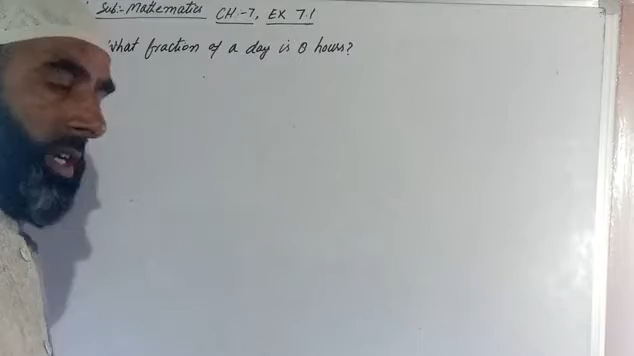 Sub:- Mathematics CH-7, EX 7.1
What fraction of a day is 8 hours?